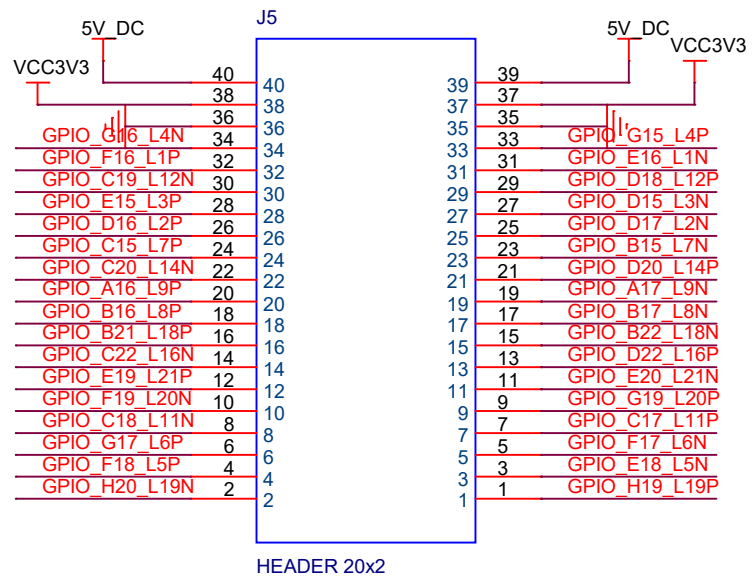 J5
5V_DC 5V_DC
VCC3V3 VCC3V3
40 40 39 39
38 38 37 37
36 36 35 35
GPIO_G16_L4N 34 34 33 33 GPIO_G15_L4P
GPIO_F16_L1P 32 32 31 31 GPIO_E16_L1N
GPIO_C19_L12N 30 30 29 29 GPIO_D18_L12P
GPIO_E15_L3P 28 28 27 27 GPIO_D15_L3N
GPIO_D16_L2P 26 26 25 25 GPIO_D17_L2N
GPIO_C15_L7P 24 24 23 23 GPIO_B15_L7N
GPIO_C20_L14N 22 22 21 21 GPIO_D20_L14P
GPIO_A16_L9P 20 20 19 19 GPIO_A17_L9N
GPIO_B16_L8P 18 18 17 17 GPIO_B17_L8N
GPIO_B21_L18P 16 16 15 15 GPIO_B22_L18N
GPIO_C22_L16N 14 14 13 13 GPIO_D22_L16P
GPIO_E19_L21P 12 12 11 11 GPIO_E20_L21N
GPIO_F19_L20N 10 10 9 9 GPIO_G19_L20P
GPIO_C18_L11N 8 8 7 7 GPIO_C17_L11P
GPIO_G17_L6P 6 6 5 5 GPIO_F17_L6N
GPIO_F18_L5P 4 4 3 3 GPIO_E18_L5N
GPIO_H20_L19N 2 2 1 1 GPIO_H19_L19P
HEADER 20x2